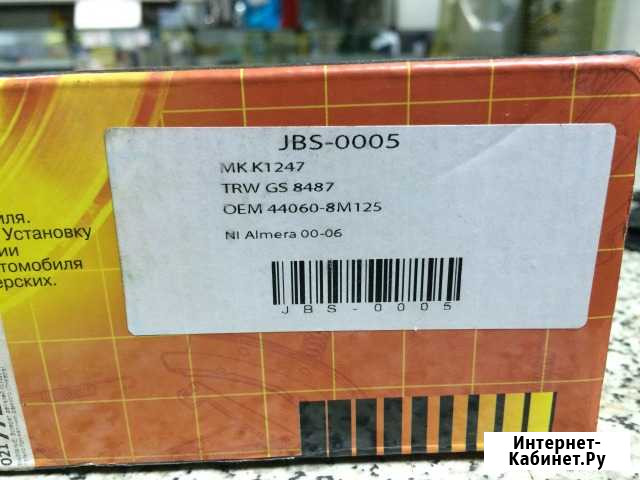 JBS-0005
MK K1247
TRW GS 8487
OEM 44060-8M125
NI Almera 00-06
JBS-0005
иля.
Установку
ии
томобиля
ерских.
Интернет-
Кабинет.Ру